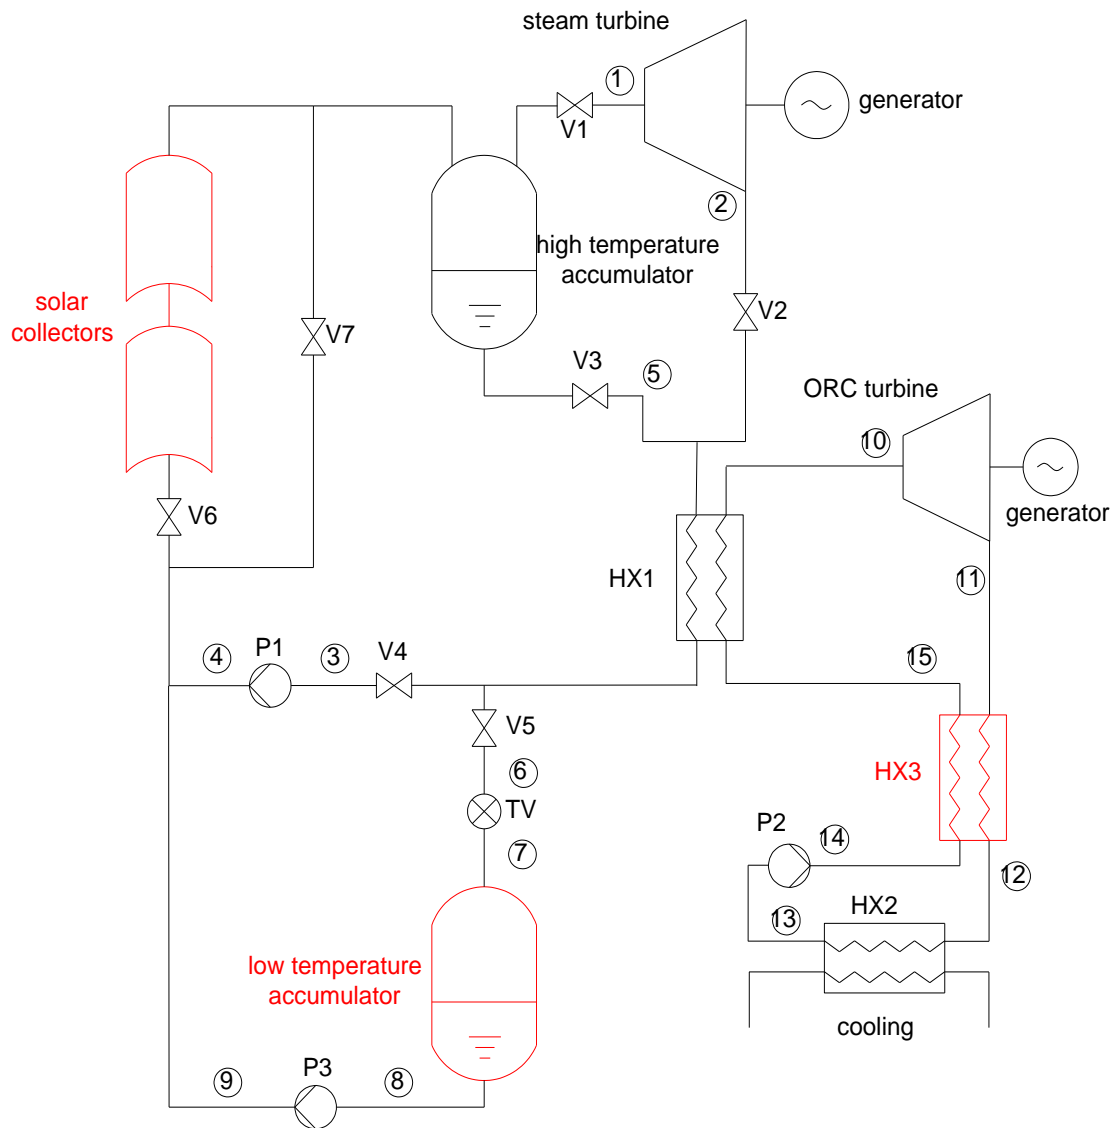 steam turbine
1
generator
V1
2
high temperature
accumulator
solar
collectors
V7
V2
V3
5
ORC turbine
10
V6
generator
HX1
11
P1
V4
4
3
15
V5
6
HX3
TV
P2
14
7
12
HX2
13
low temperature
accumulator
cooling
P3
9
8